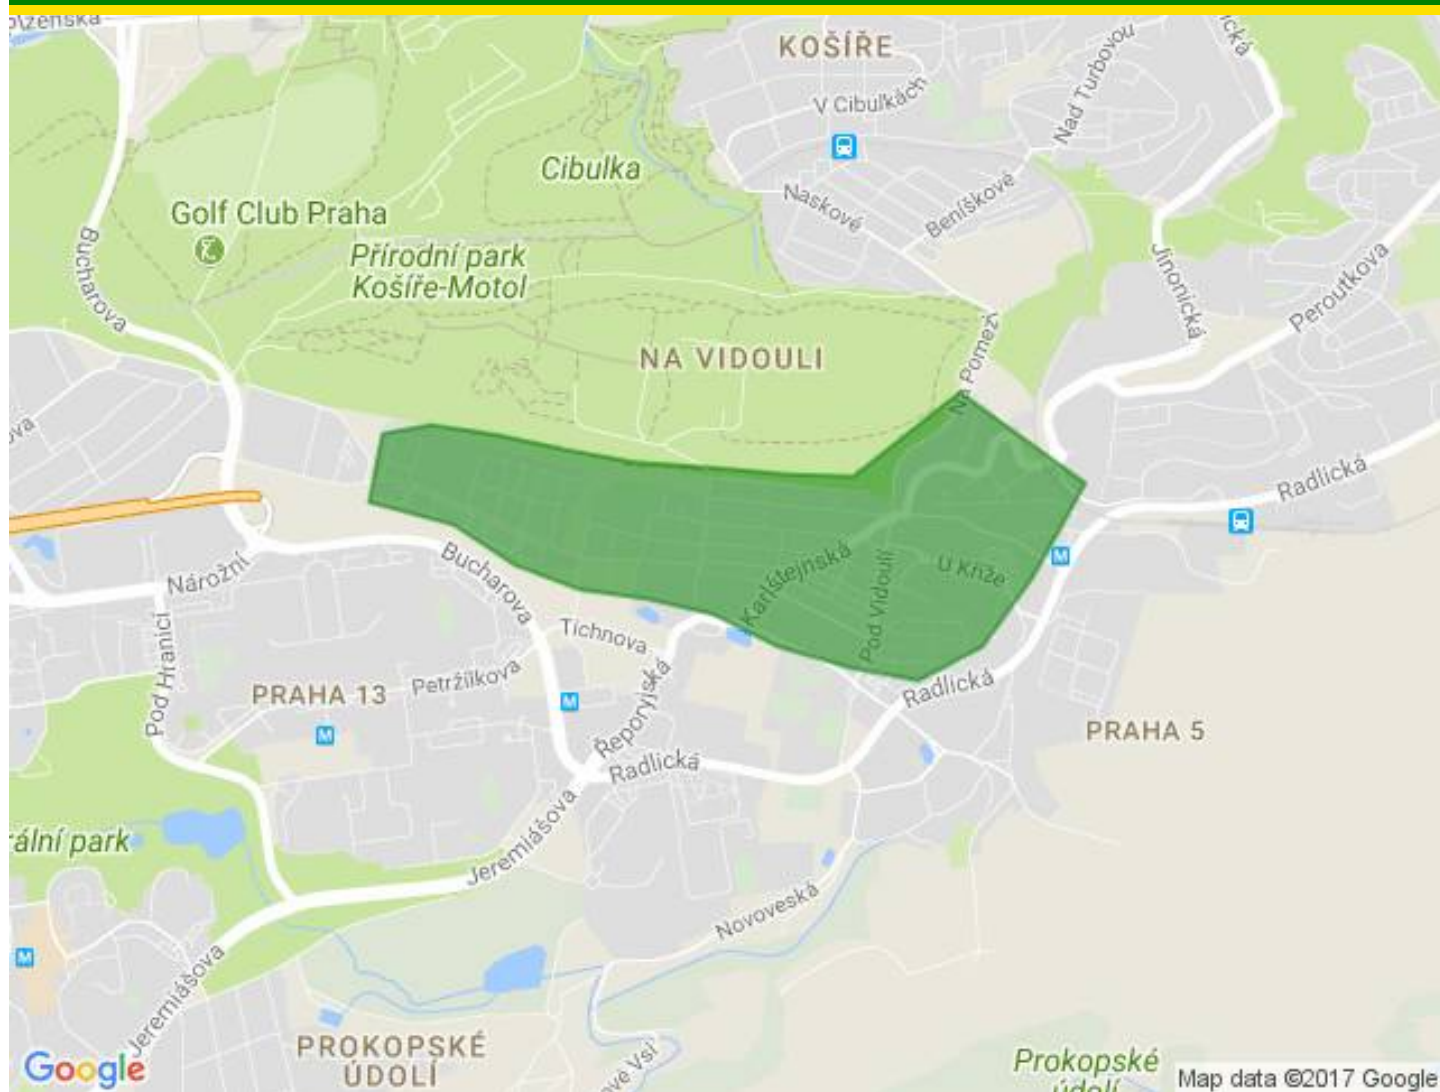 KOŠÍŘE
V Cibulkách
Nad Turbovou
Cibulka
Naskové
Beníškové
Golf Club Praha
Přírodní park
Košíře-Motol
Bucharova
Jinonická
Peroutkova
NA VIDOULI
Na Pomezí
Radlická
Karlštejnská
U Kříže
Pod Vidoulí
Nárožní
Bucharova
Tichnova
Pod Hranicí
PRAHA 13
Petržílkova
Řeporyjská
Radlická
Radlická
PRAHA 5
Jeremiášova
Novoveská
Jeremiášova
PROKOPSKÉ
ÚDOLÍ
Prokopské
údolí
Google
Map data ©2017 Google